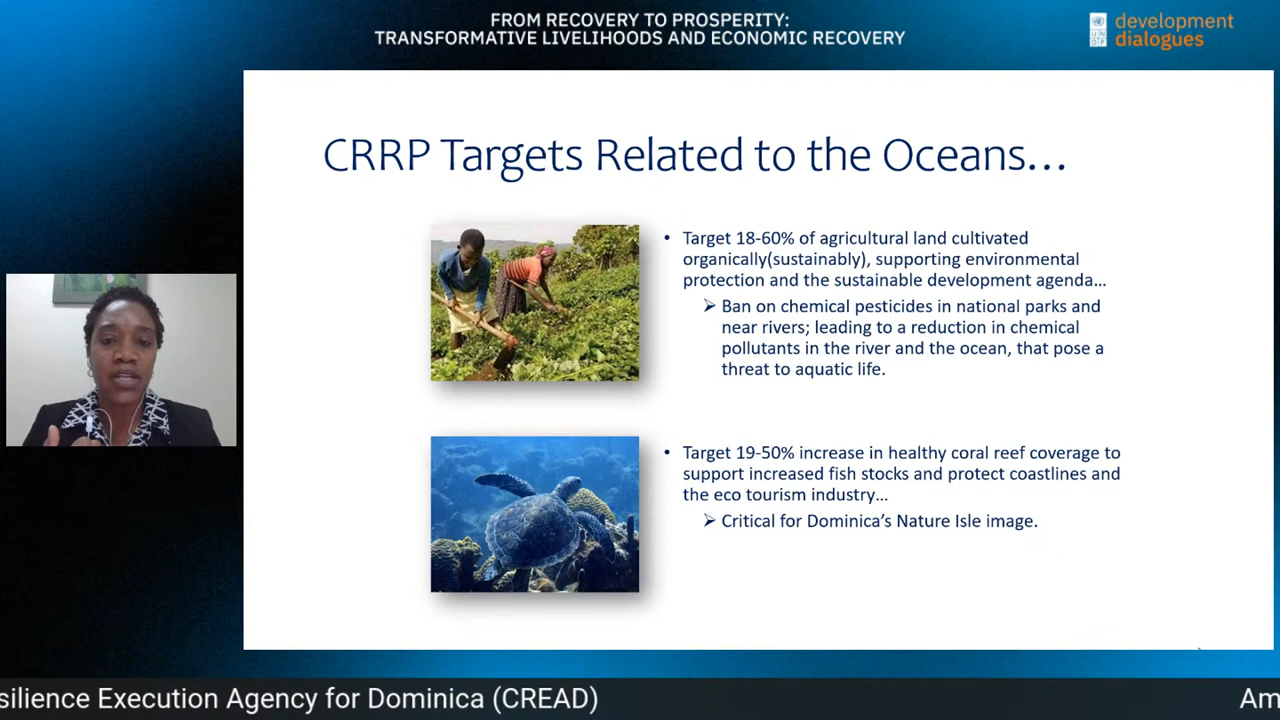 FROM RECOVERY TO PROSPERITY:
TRANSFORMATIVE LIVELIHOODS AND ECONOMIC RECOVERY
U N
D P
development
dialogues
CRRP Targets Related to the Oceans…
• Target 18-60% of agricultural land cultivated
organically(sustainably), supporting environmental
protection and the sustainable development agenda…
➢ Ban on chemical pesticides in national parks and
near rivers; leading to a reduction in chemical
pollutants in the river and the ocean, that pose a
threat to aquatic life.
• Target 19-50% increase in healthy coral reef coverage to
support increased fish stocks and protect coastlines and
the eco tourism industry…
➢ Critical for Dominica’s Nature Isle image.
silience Execution Agency for Dominica (CREAD)
Am